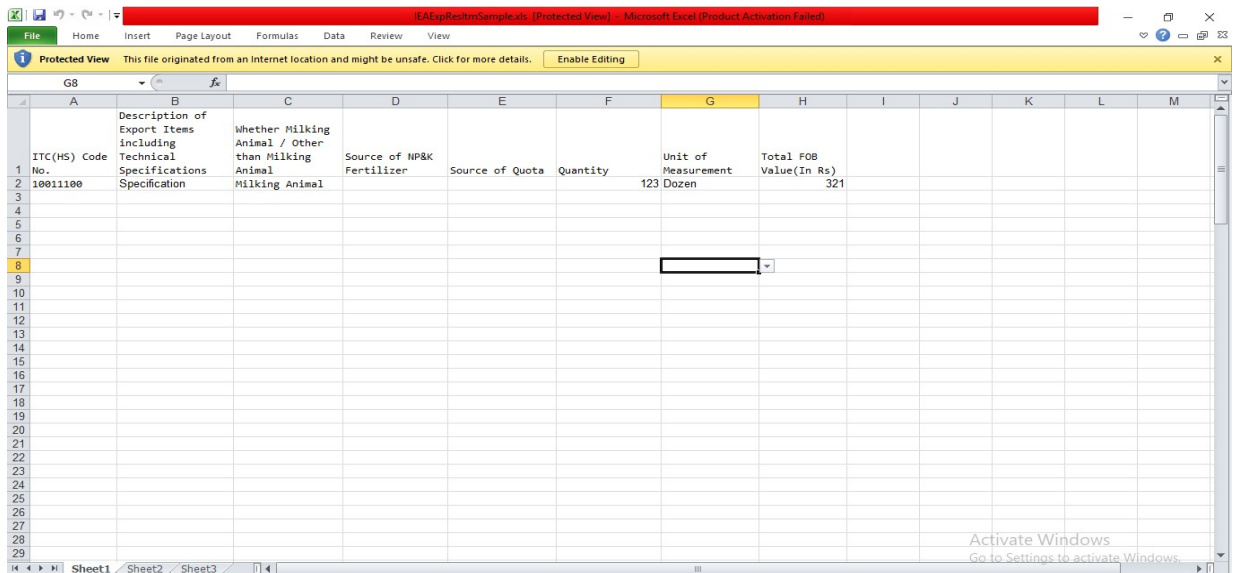 IEAExpResItmSample.xls [Protected View] - Microsoft Excel (Product Activation Failed)
File Home Insert Page Layout Formulas Data Review View
Protected View This file originated from an Internet location and might be unsafe. Click for more details. Enable Editing
G8 fx
A B C D E F G H I J K L M
Description of
Export Items Whether Milking
including Animal / Other
ITC(HS) Code Technical than Milking Source of NP&K Unit of Total FOB
1 No. Specifications Animal Fertilizer Source of Quota Quantity Measurement Value(In Rs)
2 10011100 Specification Milking Animal 123 Dozen 321
3
4
5
6
7
8
9
10
11
12
13
14
15
16
17
18
19
20
21
22
23
24
25
26
27
28 Activate Windows
29 Go to Settings to activate Windows.
Sheet1 Sheet2 Sheet3